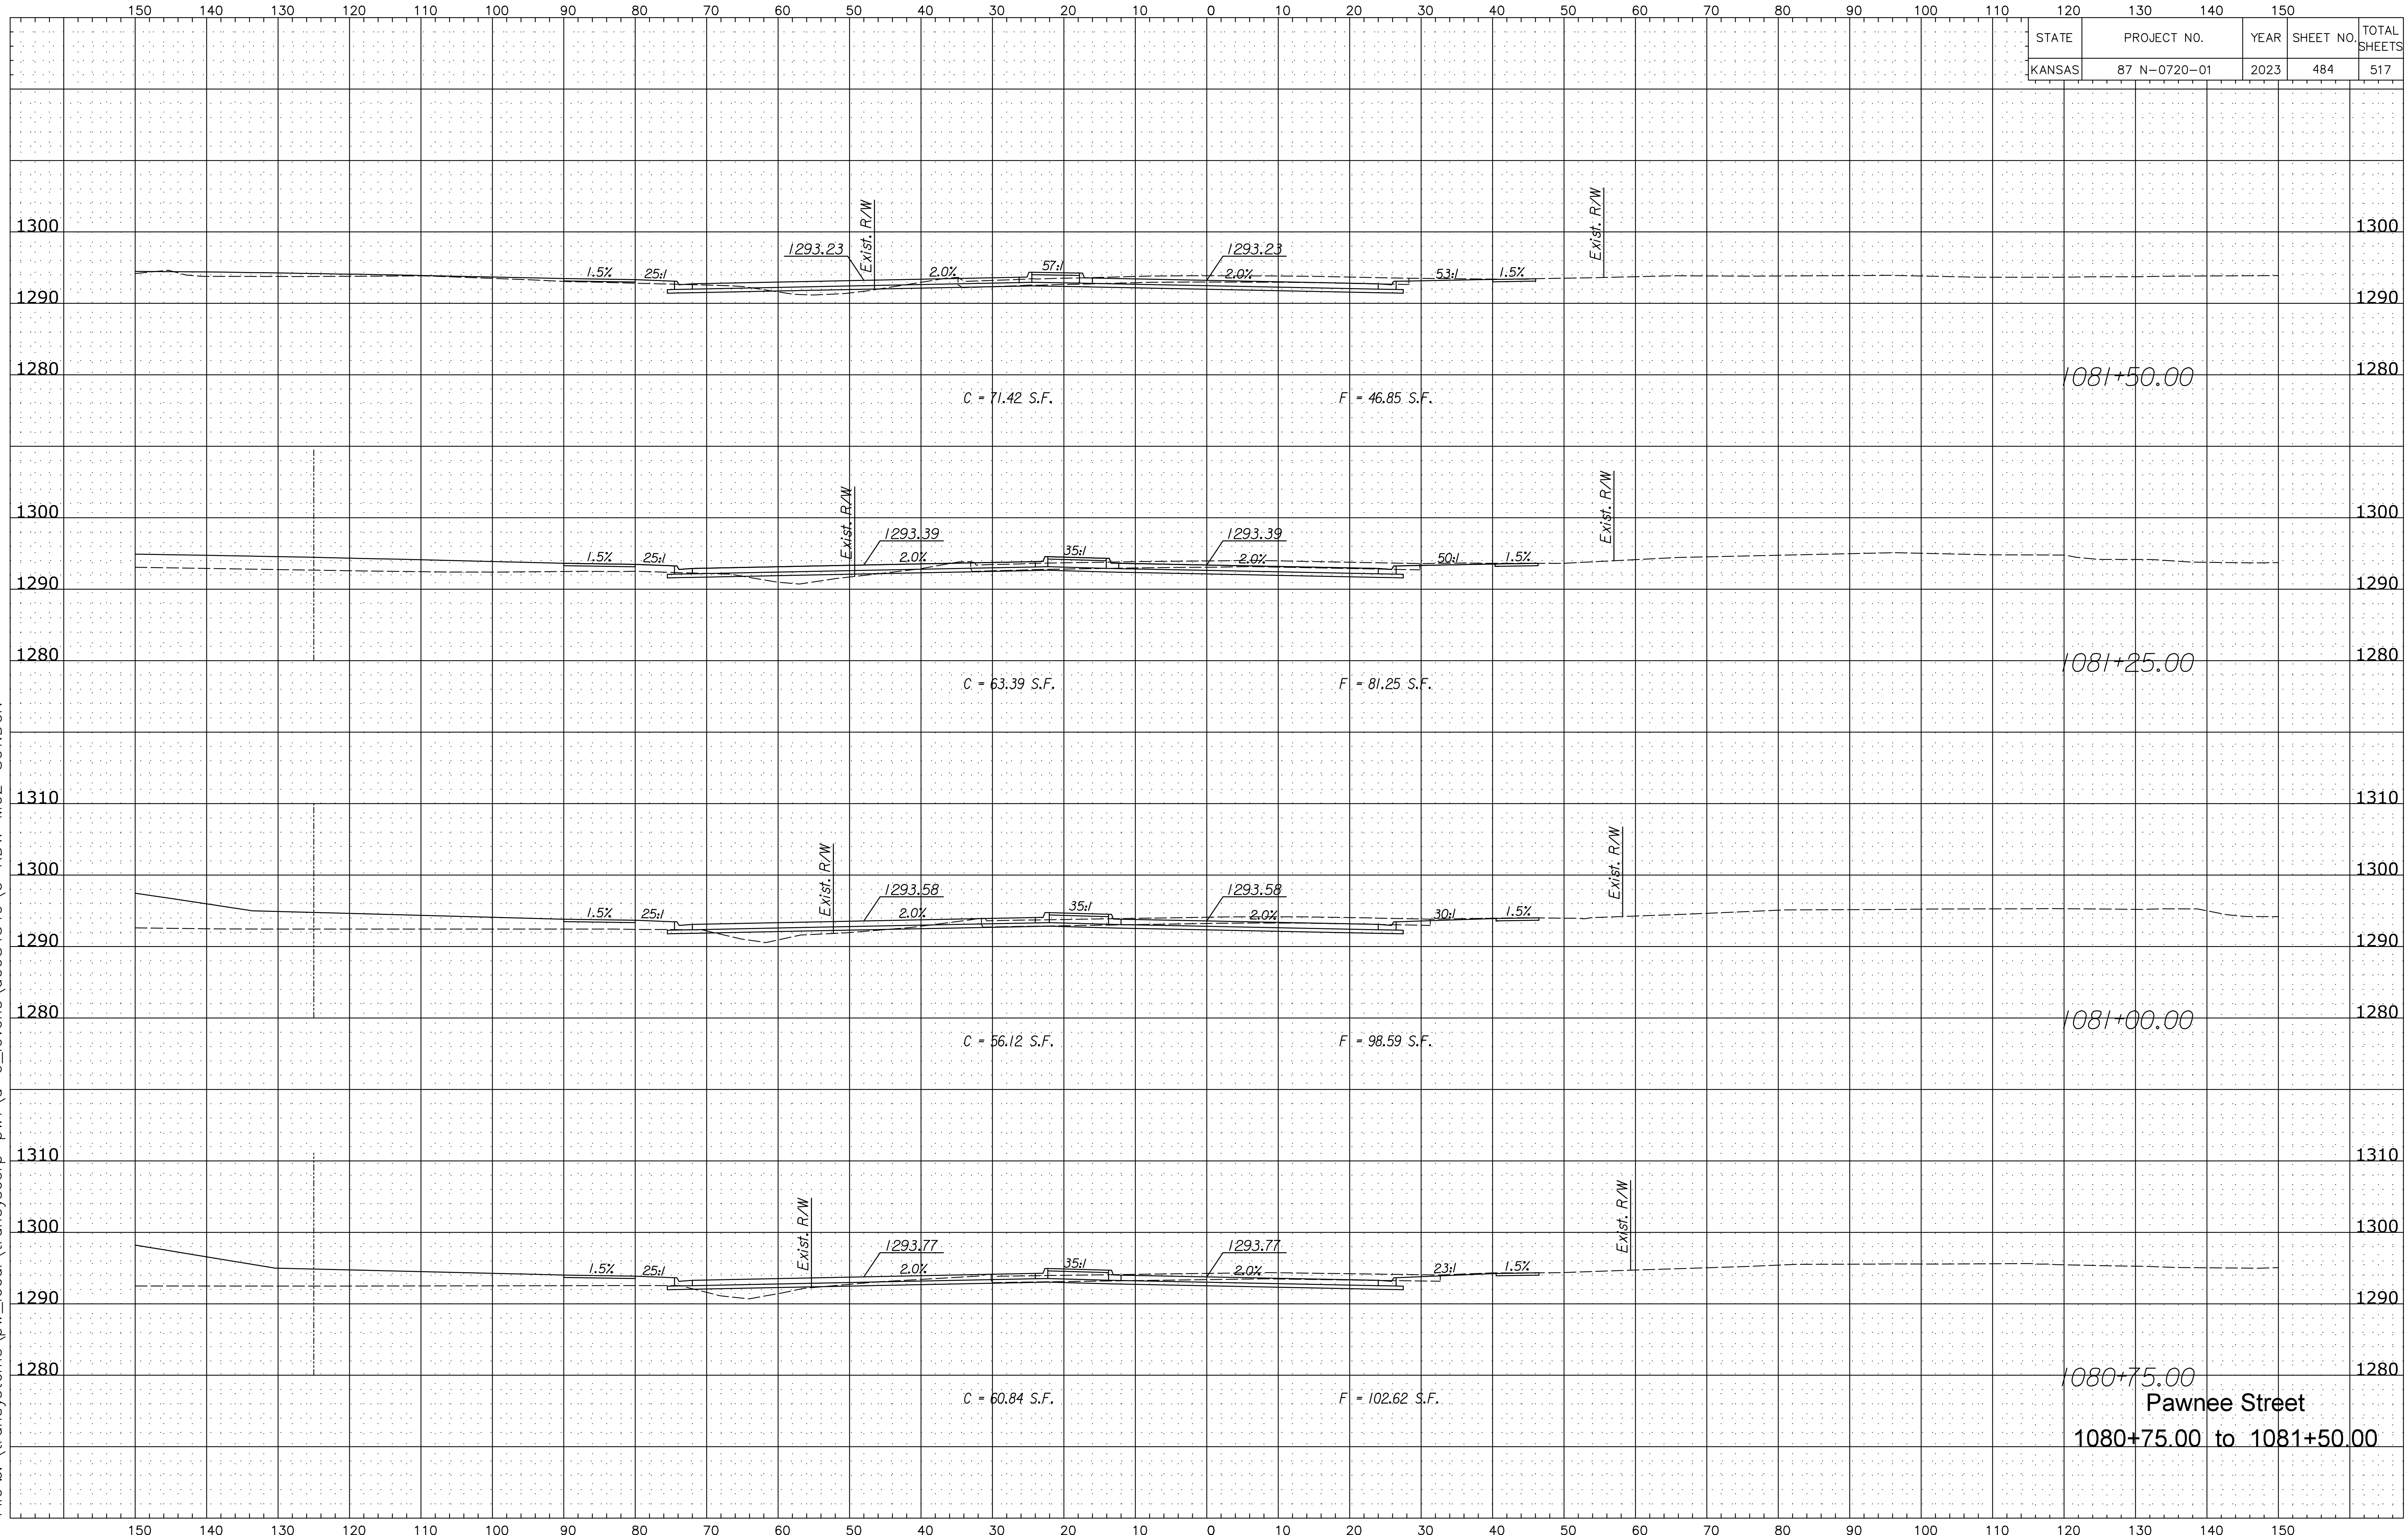 150 140 130 120 110 100 90 80 70 60 50 40 30 20 10 0 10 20 30 40 50 60 70 80 90 100 110 120 130 140 150
STATE PROJECT NO. YEAR SHEET NO. TOTAL SHEETS
KANSAS 87 N-0720-01 2023 484 517
Exist. R/W Exist. R/W
1300 1300
1293.23 1293.23
1.5% 25:1 2.0% 57:1 2.0% 53:1 1.5%
1290 1290
1280 1081+50.00 1280
C = 71.42 S.F. F = 46.85 S.F.
Exist. R/W Exist. R/W
1300 1300
1293.39 1293.39
1.5% 25:1 2.0% 35:1 2.0% 50:1 1.5%
1290 1290
1280 1081+25.00 1280
C = 63.39 S.F. F = 81.25 S.F.
1310 1310
Exist. R/W Exist. R/W
1300 1300
1293.58 1293.58
1.5% 25:1 2.0% 35:1 2.0% 30:1 1.5%
1290 1290
1280 1081+00.00 1280
C = 56.12 S.F. F = 98.59 S.F.
1310 1310
Exist. R/W Exist. R/W
1300 1300
1293.77 1293.77
1.5% 25:1 2.0% 35:1 2.0% 23:1 1.5%
1290 1290
1280 1080+75.00 1280
C = 60.84 S.F. F = 102.62 S.F.
Pawnee Street
1080+75.00 to 1081+50.00
150 140 130 120 110 100 90 80 70 60 50 40 30 20 10 0 10 20 30 40 50 60 70 80 90 100 110 120 130 140 150